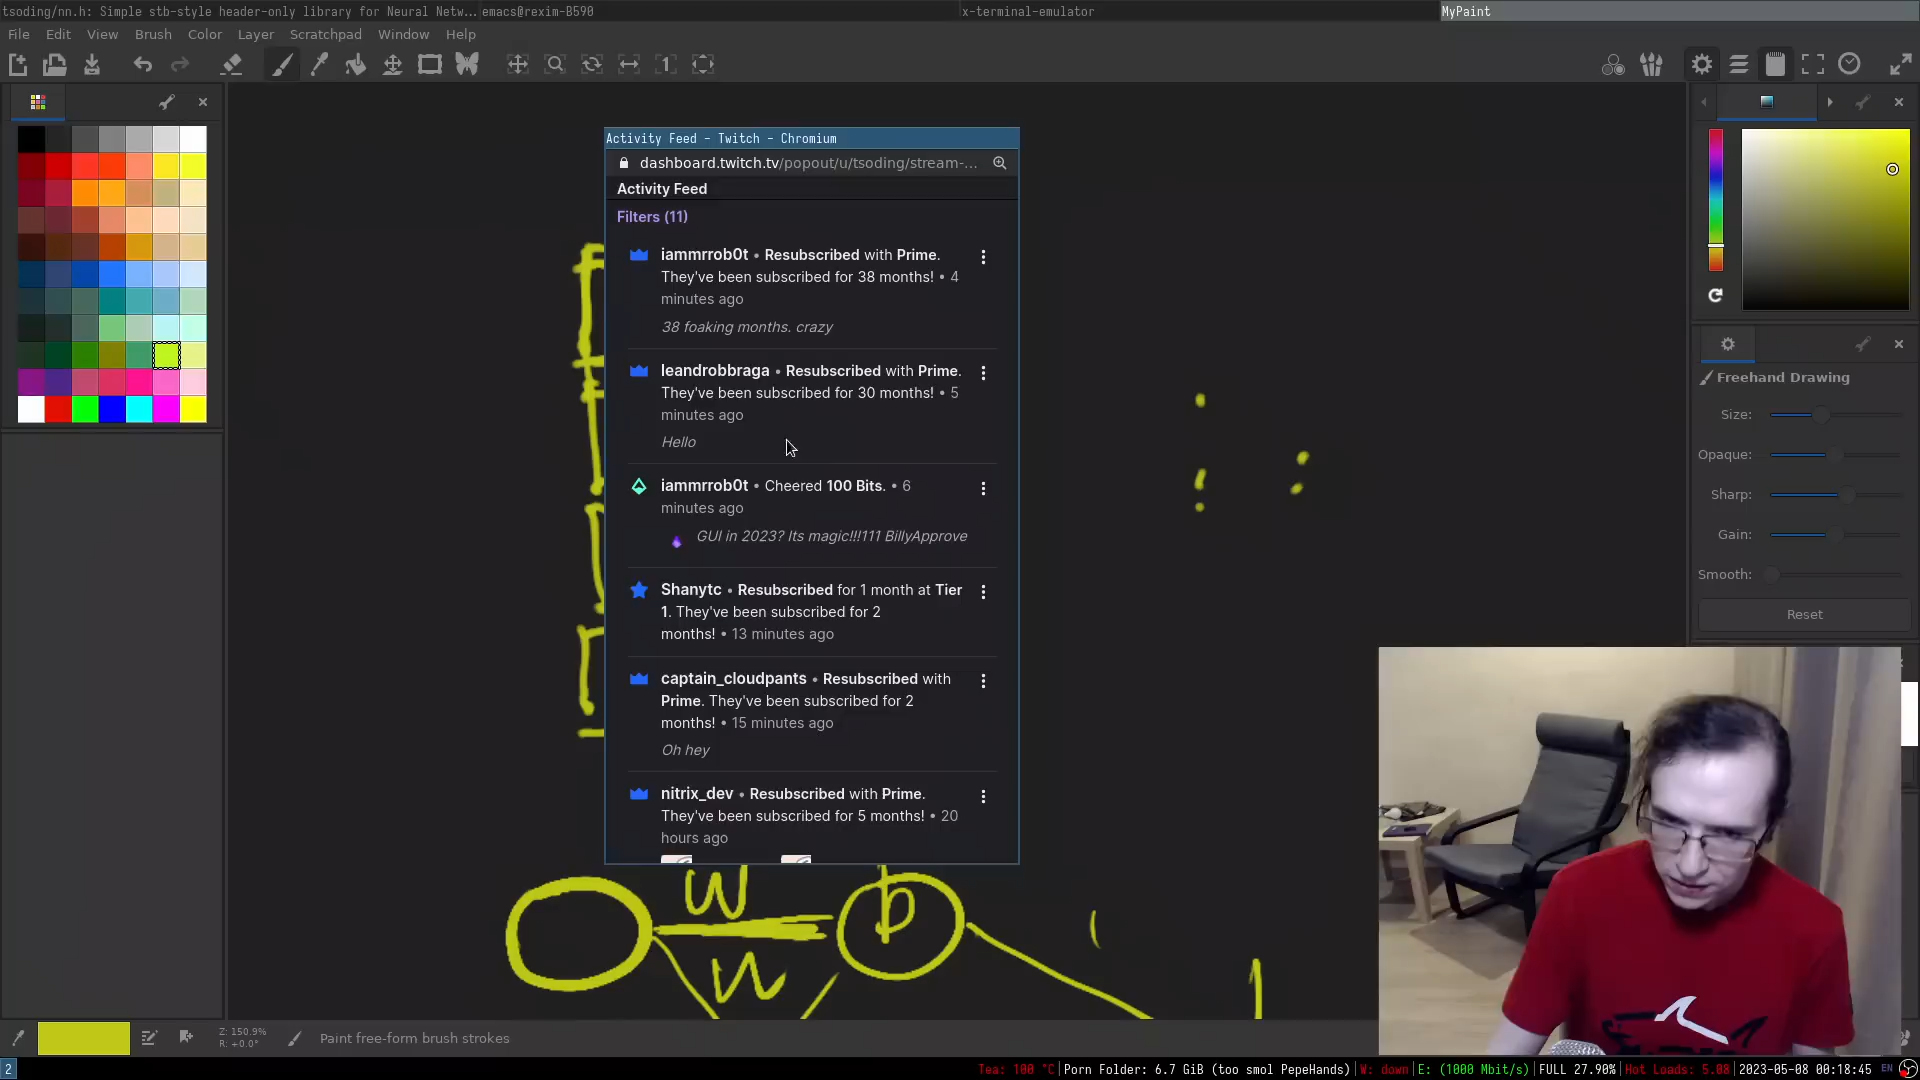 tsoding/nn.h: Simple stb-style header-only library for Neural Netw...
emacs@rexim-B590
x-terminal-emulator
MyPaint
File Edit View Brush Color Layer Scratchpad Window Help
Activity Feed - Twitch - Chromium
dashboard.twitch.tv/popout/u/tsoding/stream-...
Activity Feed
Filters (11)
iammrrob0t • Resubscribed with Prime.
They've been subscribed for 38 months! • 4
minutes ago
38 foaking months. crazy
leandrobbraga • Resubscribed with Prime.
They've been subscribed for 30 months! • 5
minutes ago
Hello
iammrrob0t • Cheered 100 Bits. • 6
minutes ago
GUI in 2023? Its magic!!!111 BillyApprove
Shanytc • Resubscribed for 1 month at Tier
1. They've been subscribed for 2
months! • 13 minutes ago
captain_cloudpants • Resubscribed with
Prime. They've been subscribed for 2
months! • 15 minutes ago
Oh hey
nitrix_dev • Resubscribed with Prime.
They've been subscribed for 5 months! • 20
hours ago
Freehand Drawing
Size:
Opaque:
Sharp:
Gain:
Smooth:
Reset
w
b
w
Z: 150.9%
R: +0.0°
Paint free-form brush strokes
2
Tea: 100 °C|Porn Folder: 6.7 GiB (too smol PepeHands)|W: down|E: (1000 Mbit/s)|FULL 27.90%|Hot Loads: 5.08|2023-05-08 00:18:45 EN